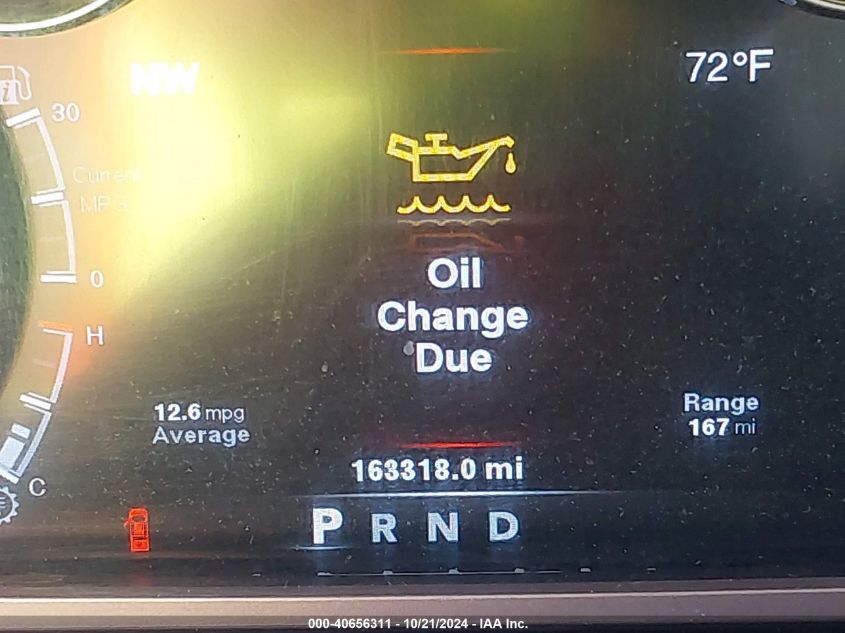 NW
72°F
30
Current
MPG
0
H
C
Oil
Change
Due
12.6 mpg
Average
Range
167 mi
163318.0 mi
P R N D
000-40656311 - 10/21/2024 - IAA Inc.